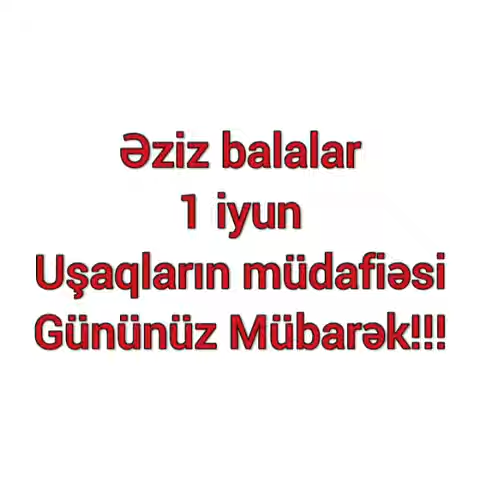 Əziz balalar
1 iyun
Uşaqların müdafiəsi
Gününüz Mübarək!!!